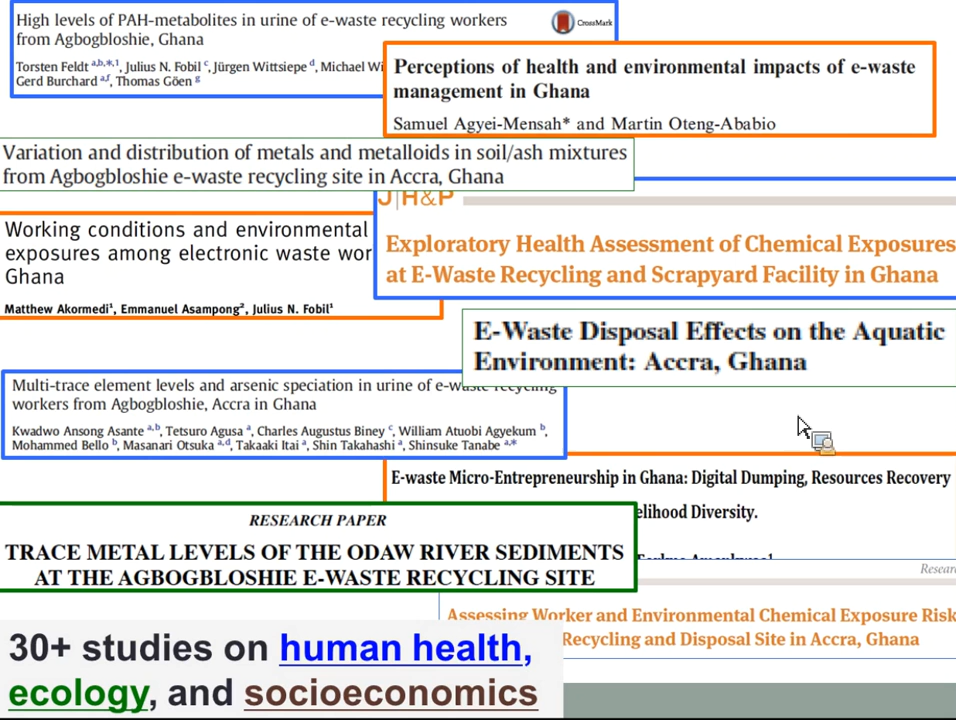 High levels of PAH-metabolites in urine of e-waste recycling workers
from Agbogbloshie, Ghana
CrossMark
Torsten Feldt a,b,*,1, Julius N. Fobil c, Jürgen Wittsiepe d, Michael
Gerd Burchard a,f, Thomas Göen g
Perceptions of health and environmental impacts of e-waste
management in Ghana
Samuel Agyei-Mensah* and Martin Oteng-Ababio
Variation and distribution of metals and metalloids in soil/ash mixtures
from Agbogbloshie e-waste recycling site in Accra, Ghana
J|H&P
Working conditions and environmental
exposures among electronic waste
Ghana
Matthew Akormedi1, Emmanuel Asampong2, Julius N. Fobil1
Exploratory Health Assessment of Chemical Exposures
at E-Waste Recycling and Scrapyard Facility in Ghana
E-Waste Disposal Effects on the Aquatic
Environment: Accra, Ghana
Multi-trace element levels and arsenic speciation in urine of e-waste recycling
workers from Agbogbloshie, Accra in Ghana
Kwadwo Ansong Asante a,b, Tetsuro Agusa a, Charles Augustus Biney c, William Atuobi Agyekum b,
Mohammed Bello b, Masanari Otsuka a,d, Takaaki Itai a, Shin Takahashi a, Shinsuke Tanabe a,*
E-waste Micro-Entrepreneurship in Ghana: Digital Dumping, Resources Recovery
elihood Diversity.
RESEARCH PAPER
TRACE METAL LEVELS OF THE ODAW RIVER SEDIMENTS
AT THE AGBOGBLOSHIE E-WASTE RECYCLING SITE
Resear
Assessing Worker and Environmental Chemical Exposure Risk
Recycling and Disposal Site in Accra, Ghana
30+ studies on human health,
ecology, and socioeconomics